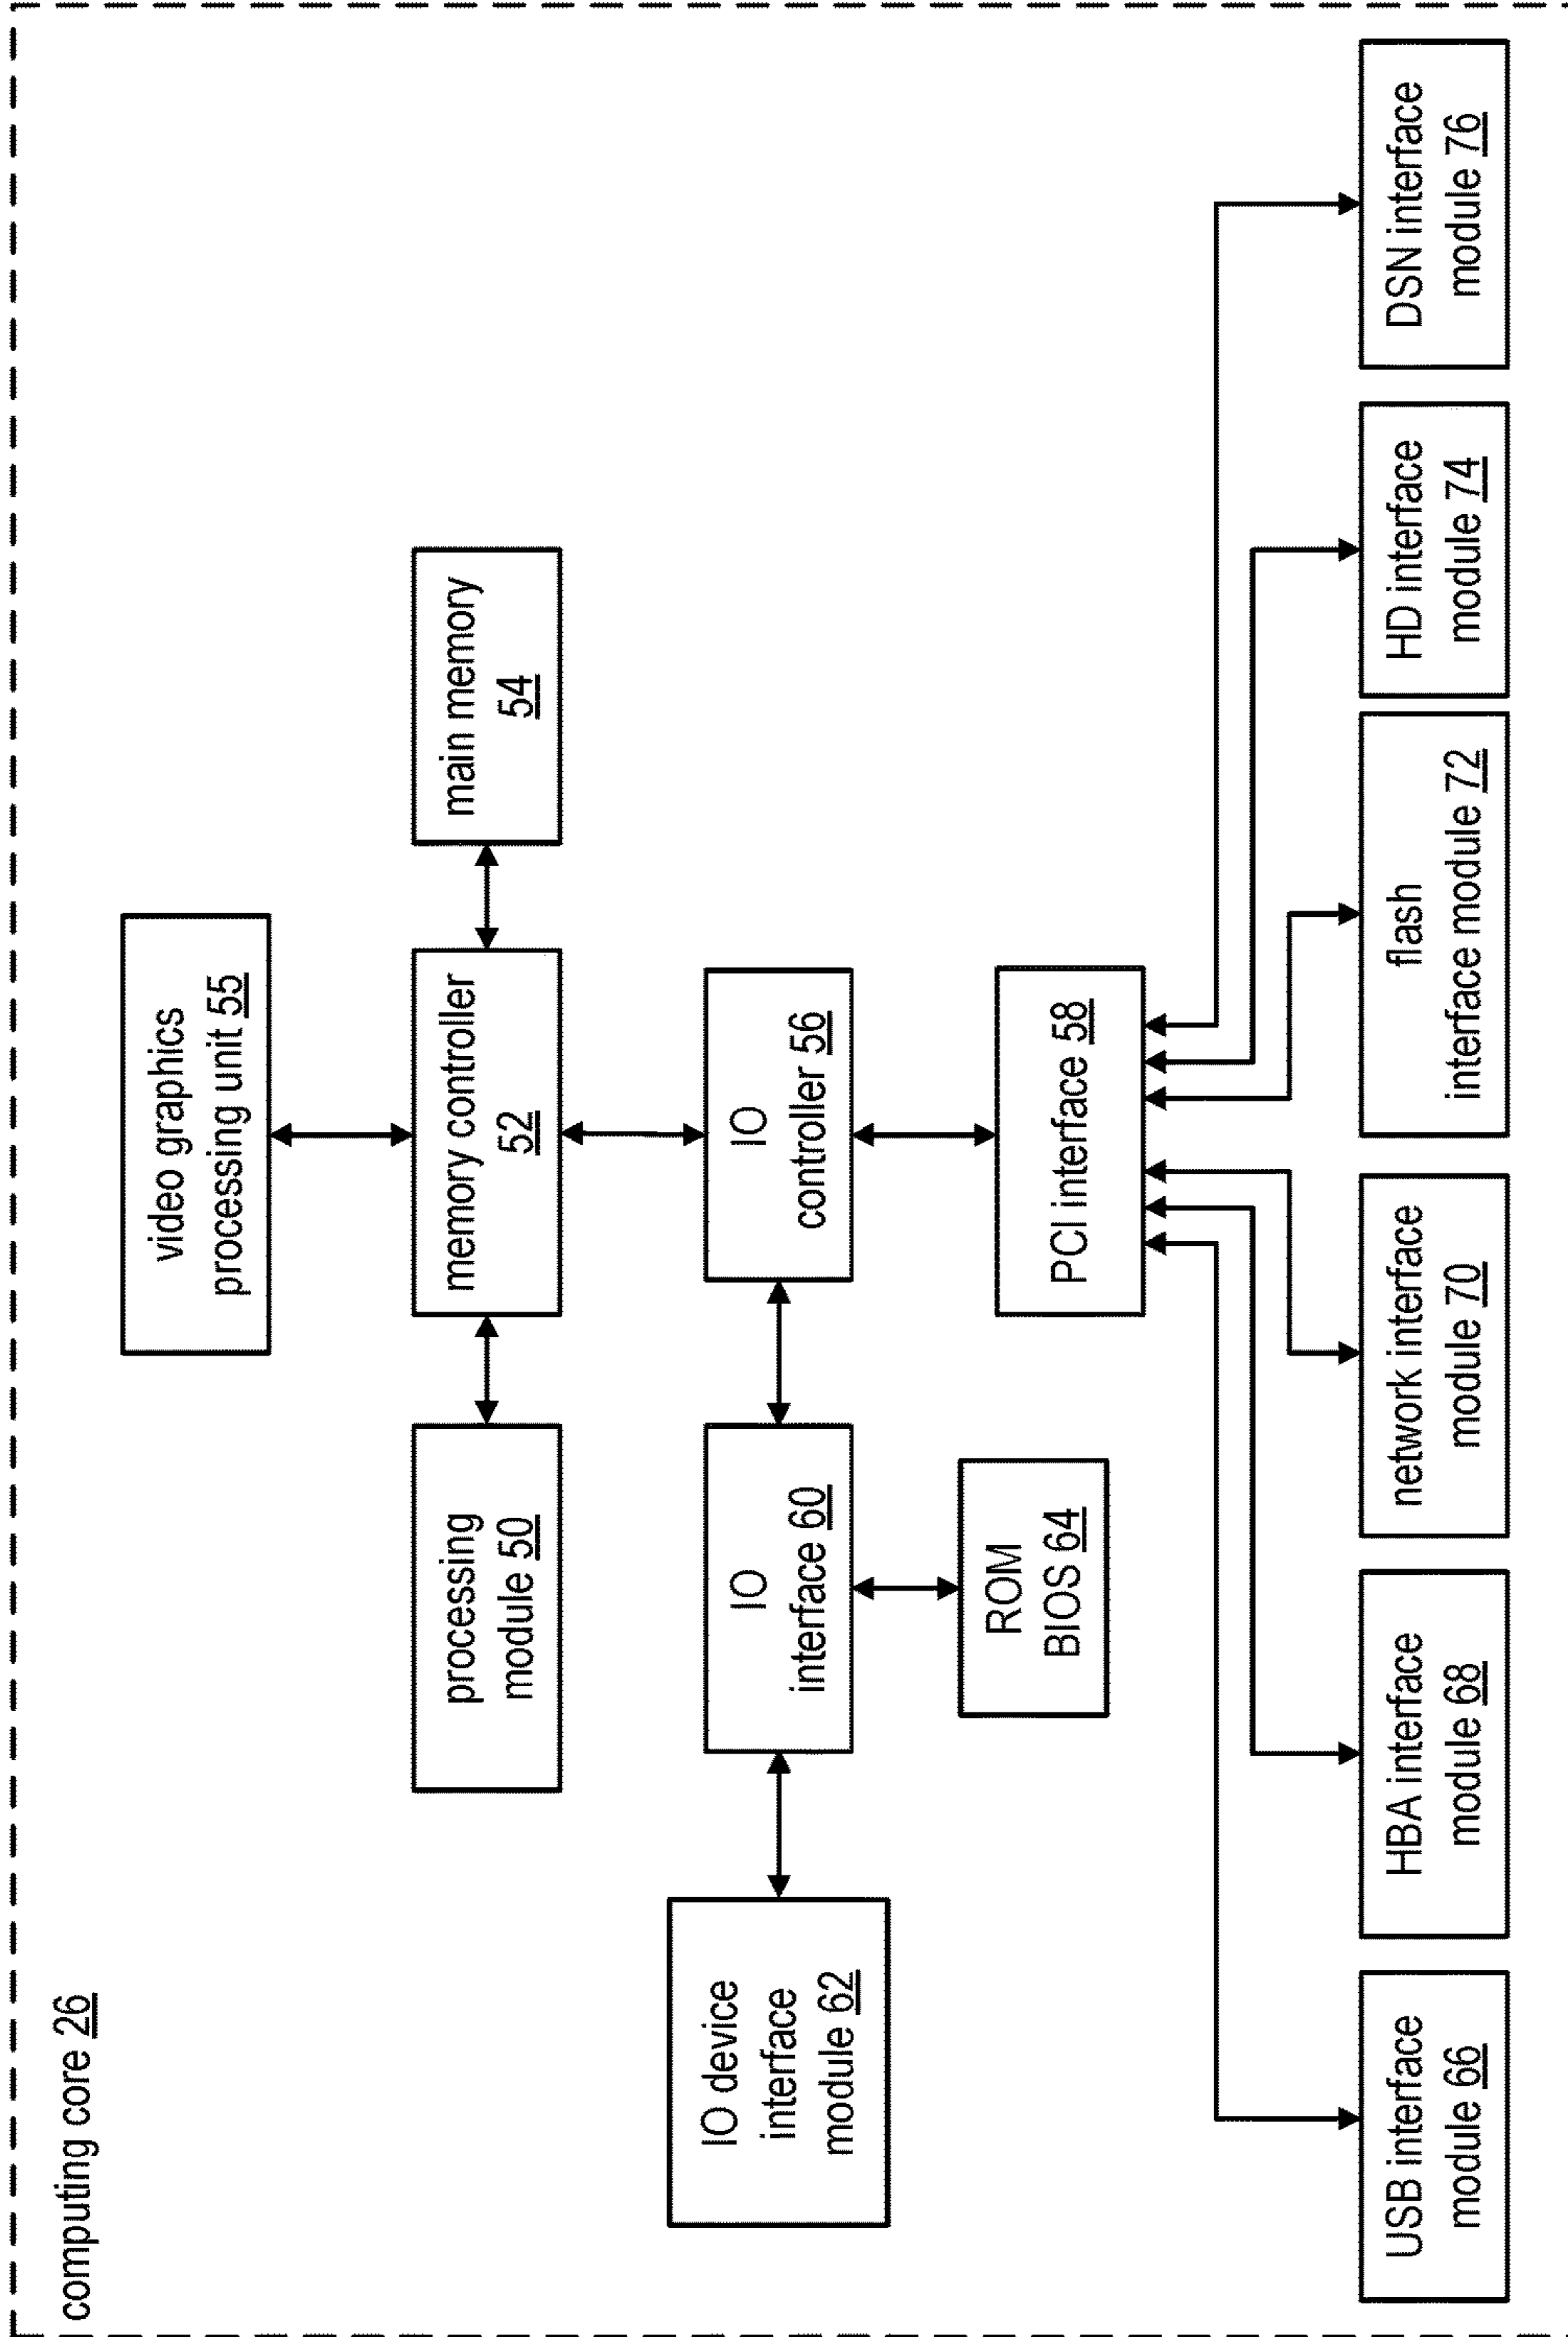 computing core 26
video graphics
processing unit 55
processing
module 50
memory controller
52
main memory
54
IO device
interface
module 62
IO
interface 60
IO
controller 56
ROM
BIOS 64
PCI interface 58
USB interface
module 66
HBA interface
module 68
network interface
module 70
flash
interface module 72
HD interface
module 74
DSN interface
module 76